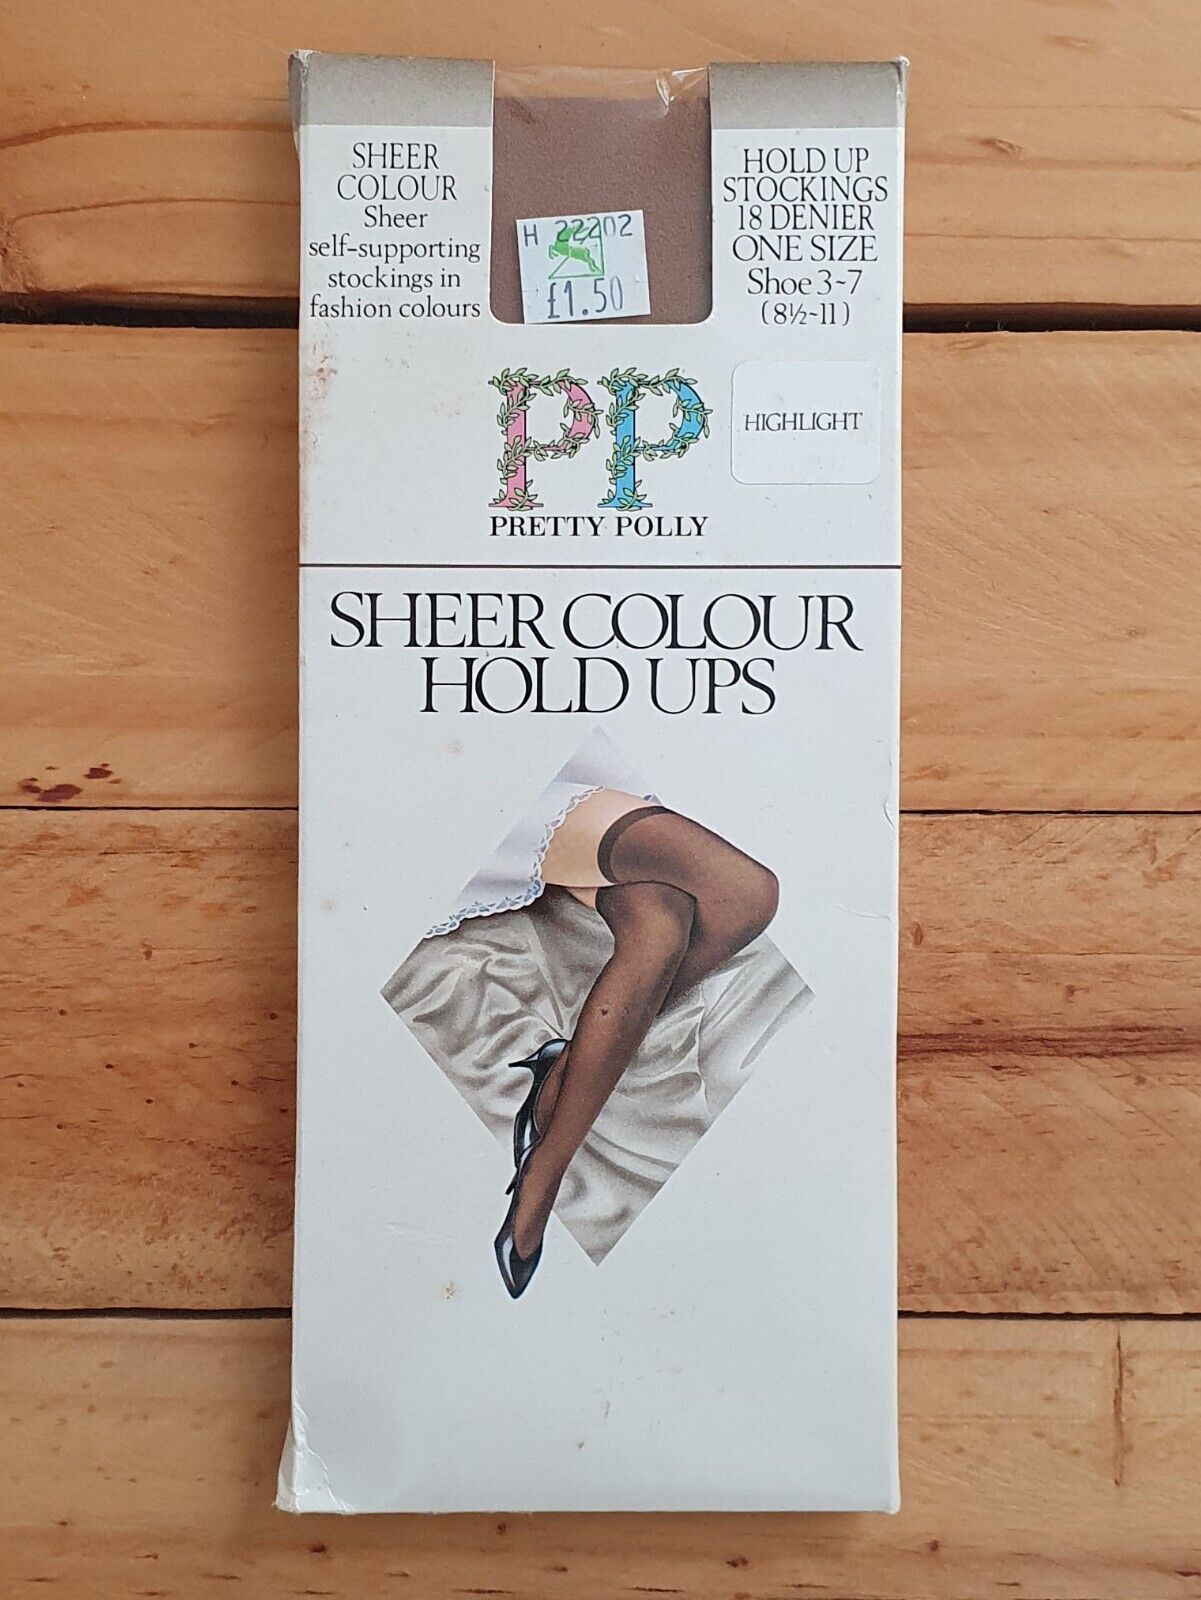 SHEER
COLOUR
Sheer
self-supporting
stockings in
fashion colours
H 22202
£1.50
HOLD UP
STOCKINGS
18 DENIER
ONE SIZE
Shoe 3~7
(8½~11)
PP
PRETTY POLLY
HIGHLIGHT
SHEER COLOUR
HOLD UPS